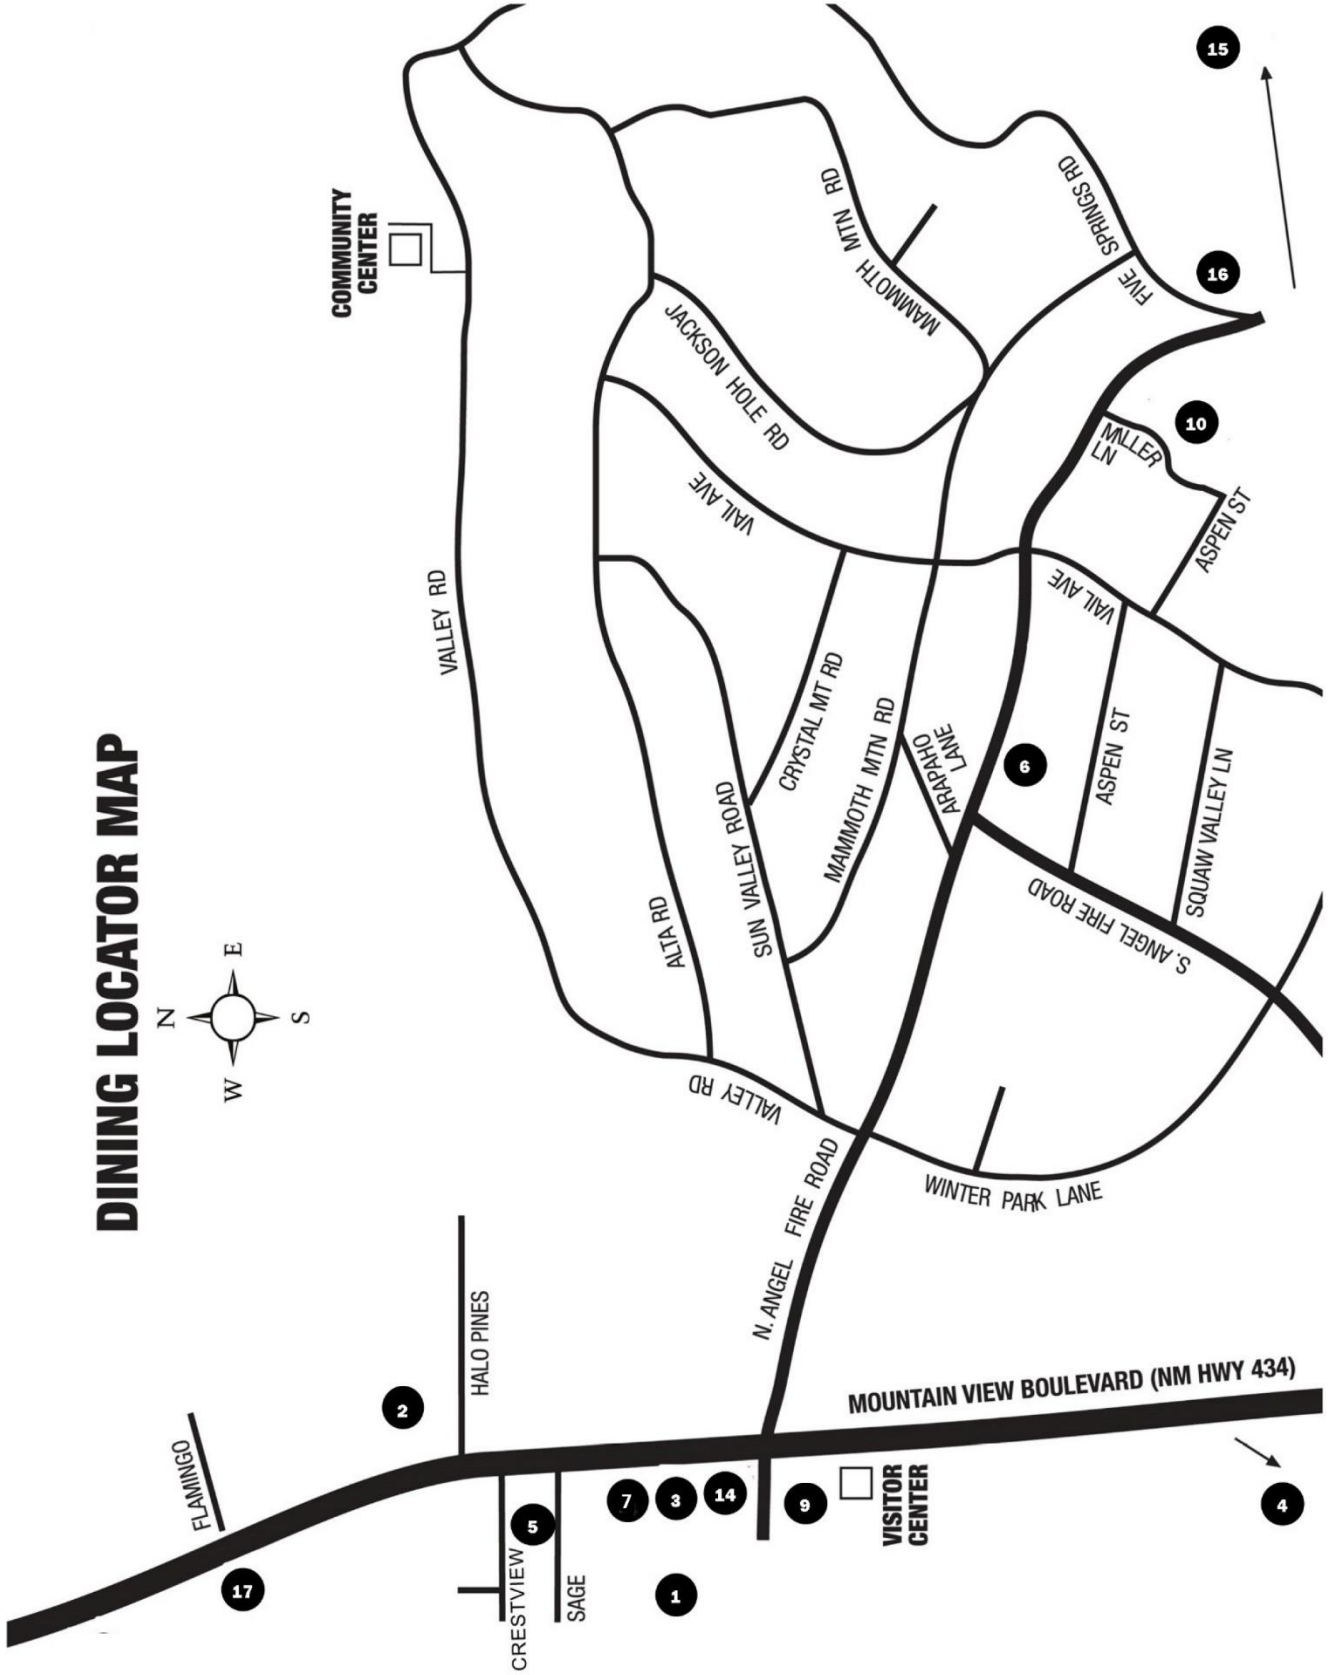 DINING LOCATOR MAP
N
E
S
W
COMMUNITY
CENTER
VALLEY RD
VALLEY RD
ALTA RD
SUN VALLEY ROAD
CRYSTAL MT RD
MAMMOTH MTN RD
ARAPAHO
LANE
VAIL AVE
JACKSON HOLE RD
MAMMOTH MTN RD
FIVE SPRINGS RD
15
16
10
MILLER
LN
ASPEN ST
VAIL AVE
6
ASPEN ST
SQUAW VALLEY LN
S. ANGEL FIRE ROAD
WINTER PARK LANE
N. ANGEL FIRE ROAD
MOUNTAIN VIEW BOULEVARD (NM HWY 434)
HALO PINES
2
FLAMINGO
17
CRESTVIEW
5
SAGE
7
3
14
1
9
VISITOR
CENTER
4